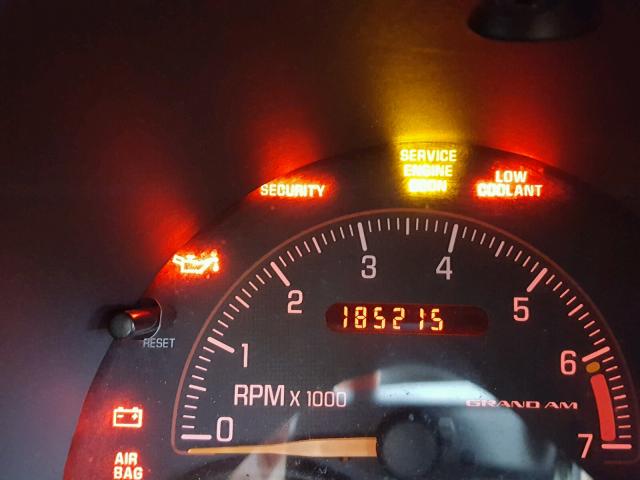 SERVICE
ENGINE
SOON
SECURITY
LOW
COOLANT
3
4
2
5
185215
RESET
1
6
RPM X 1000
GRAND AM
0
7
AIR
BAG